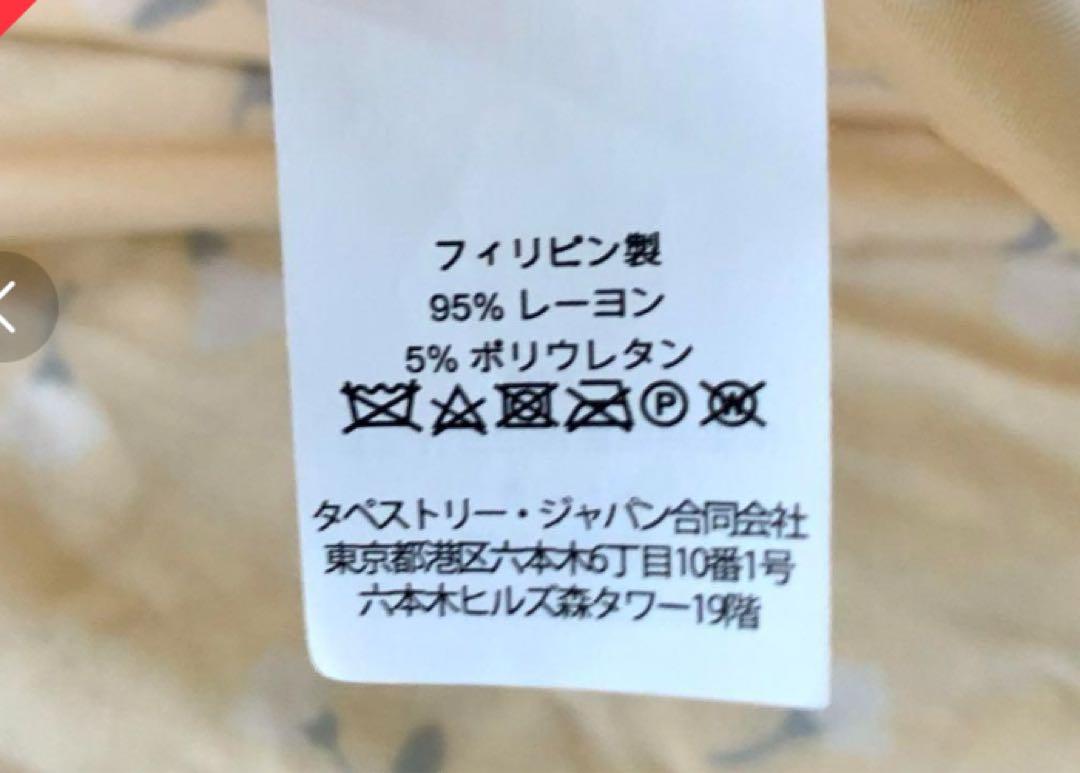 フィリピン製
95% レーヨン
5% ポリウレタン
P W
タペストリー・ジャパン合同会社
東京都港区六本木6丁目10番1号
六本木ヒルズ森タワー19階